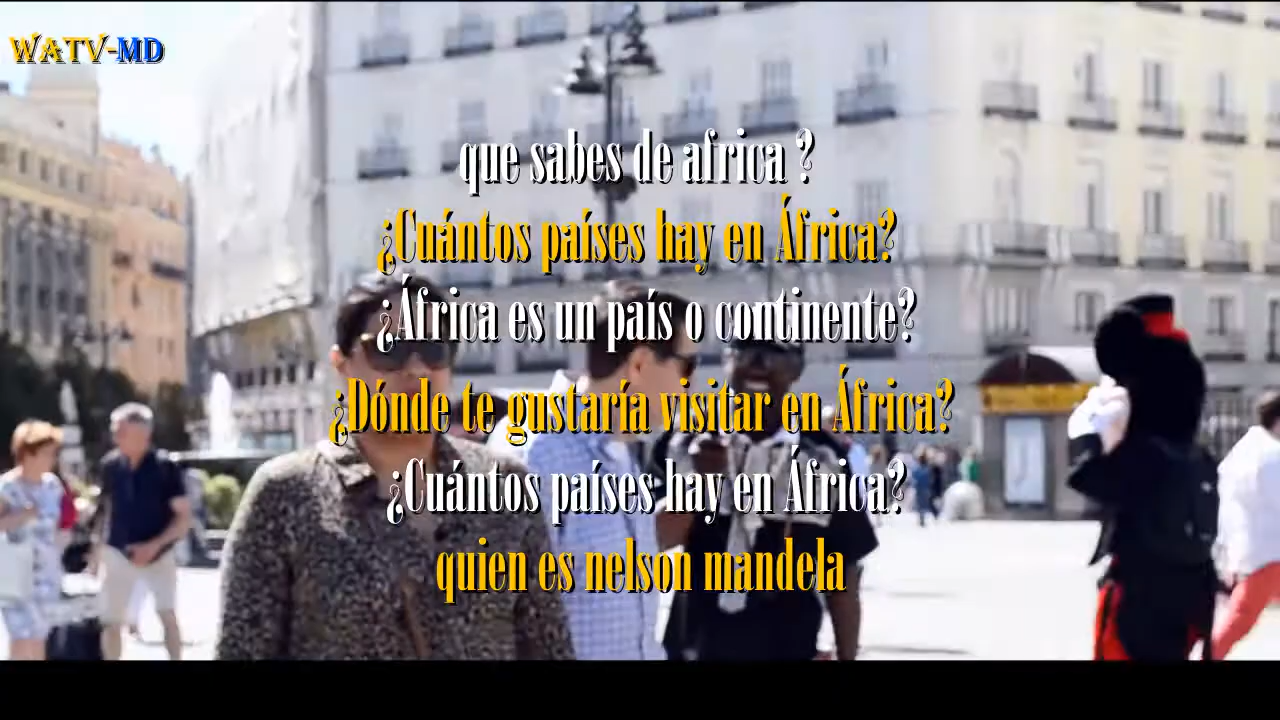 WATV-MD
que sabes de africa ?
¿Cuántos países hay en África?
¿África es un país o continente?
¿Dónde te gustaría visitar en África?
¿Cuántos países hay en África?
quien es nelson mandela